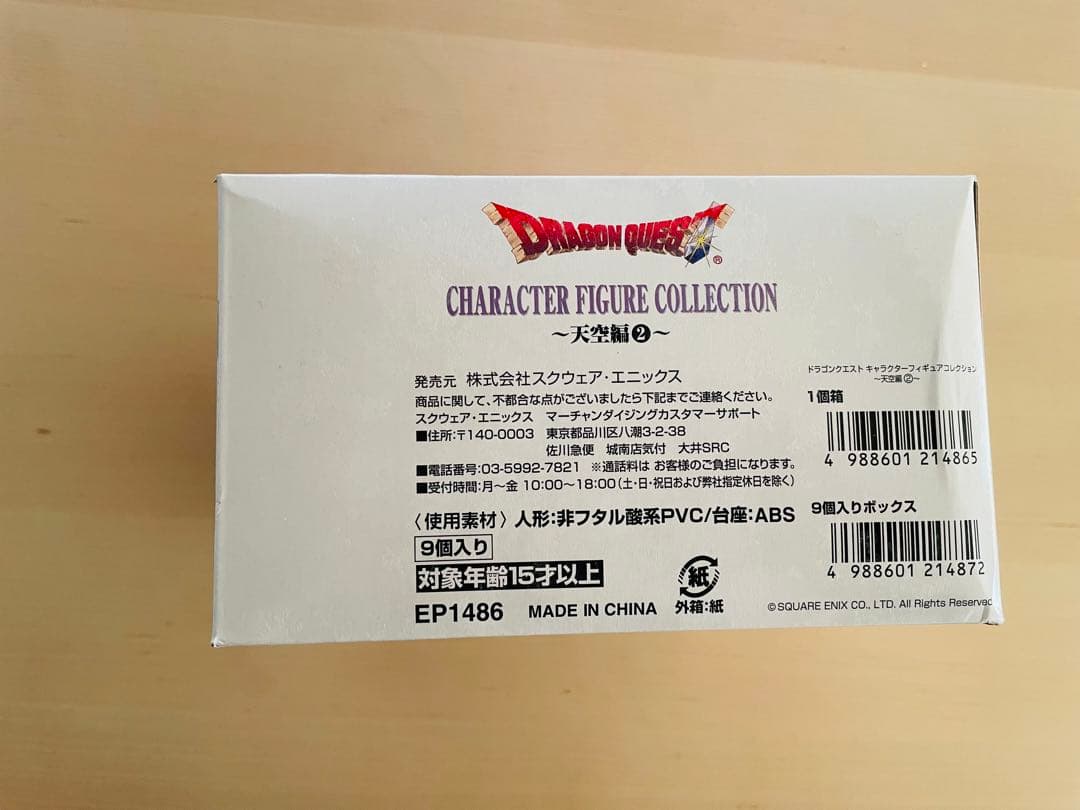 DRAGON QUEST®
CHARACTER FIGURE COLLECTION
～天空編❷～
発売元 株式会社スクウェア・エニックス
商品に関して、不都合な点がございましたら下記までご連絡ください。
スクウェア・エニックス マーチャンダイジングカスタマーサポート
■住所:〒140-0003 東京都品川区八潮3-2-38
佐川急便 城南店気付 大井SRC
■電話番号:03-5992-7821 ※通話料は お客様のご負担になります。
■受付時間:月～金 10:00～18:00(土・日・祝日および弊社指定休日を除く)
〈使用素材〉人形:非フタル酸系PVC/台座:ABS
9個入り
対象年齢15才以上
EP1486 MADE IN CHINA
紙
外箱:紙
ドラゴンクエスト キャラクターフィギュアコレクション
～天空編❷～
1個箱
4 988601 214865
9個入りボックス
4 988601 214872
©SQUARE ENIX CO., LTD. All Rights Reserved